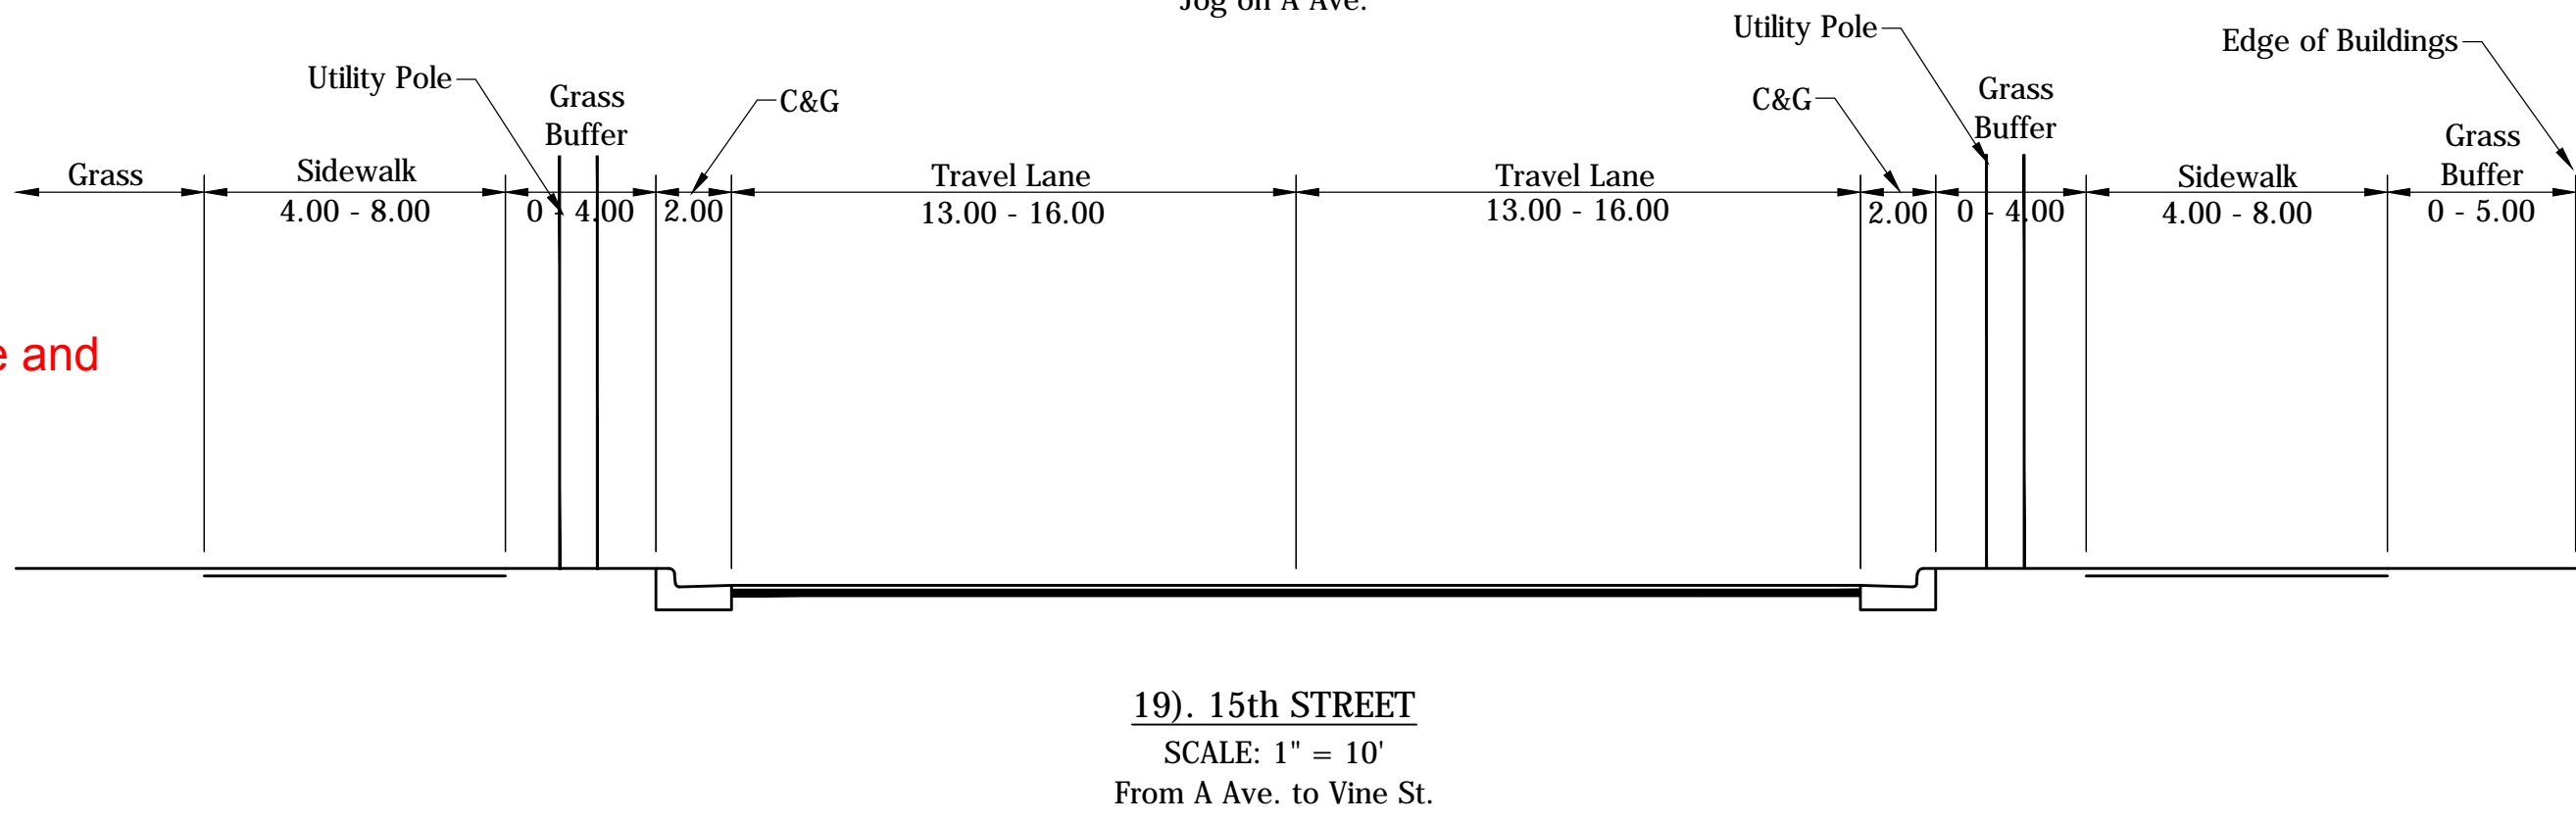 Jog on A Ave.
Utility Pole
Edge of Buildings
Utility Pole
Grass
Buffer
C&G
C&G
Grass
Buffer
Grass
Buffer
Grass
Sidewalk
Travel Lane
Travel Lane
Sidewalk
4.00 - 8.00
0 - 4.00
2.00
13.00 - 16.00
13.00 - 16.00
2.00
0 - 4.00
4.00 - 8.00
0 - 5.00
e and
19). 15th STREET
SCALE: 1" = 10'
From A Ave. to Vine St.